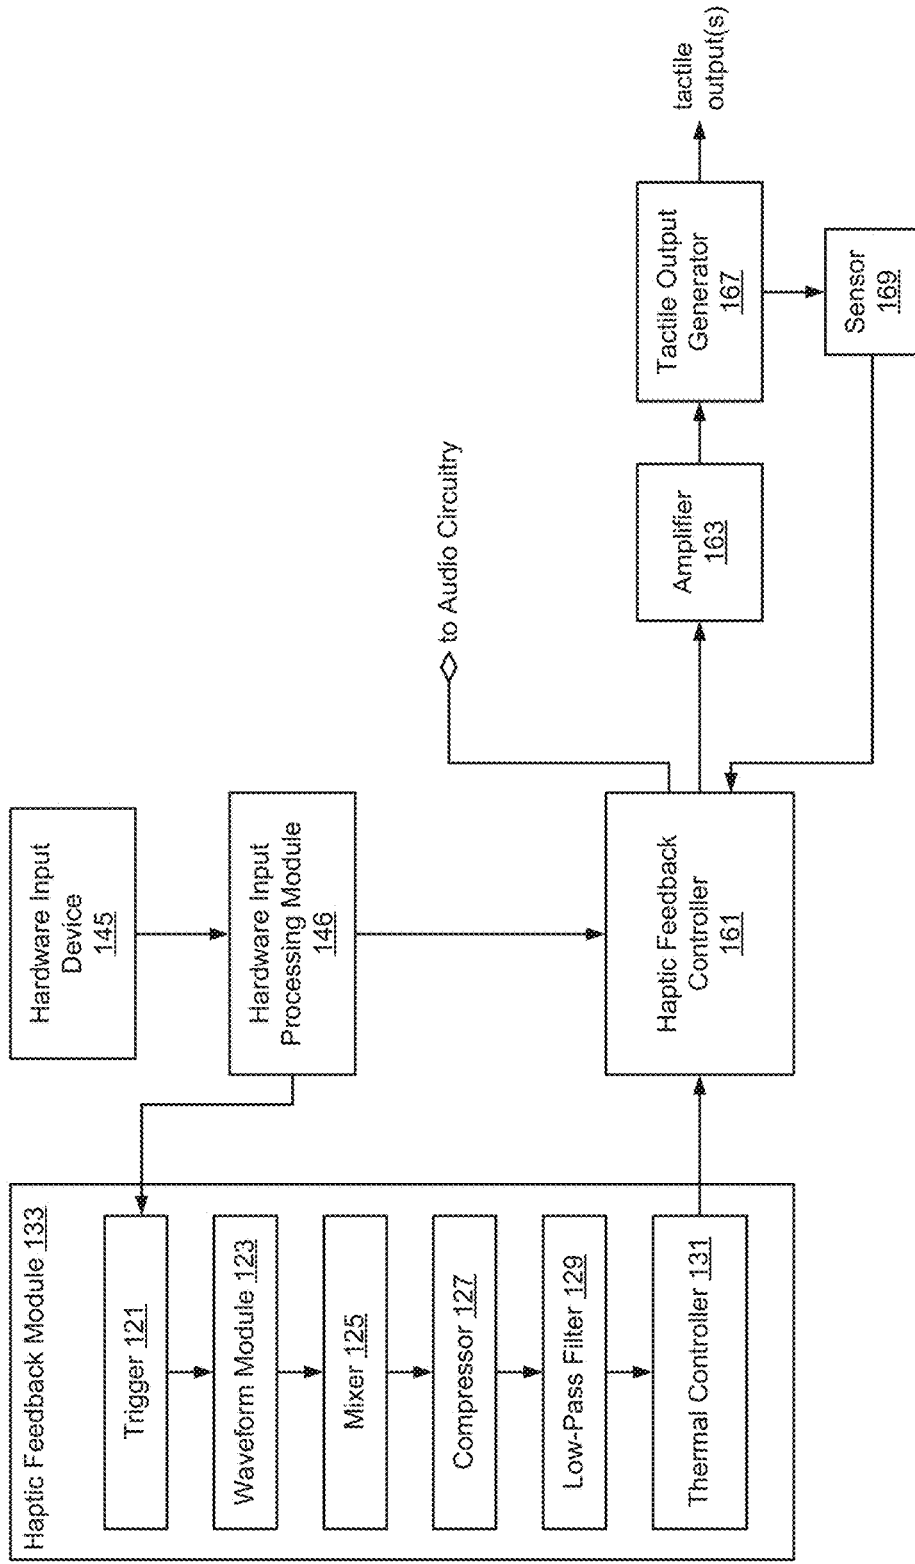 Haptic Feedback Module 133
Trigger 121
Waveform Module 123
Mixer 125
Compressor 127
Low-Pass Filter 129
Thermal Controller 131
Hardware Input
Device
145
Hardware Input
Processing Module
146
Haptic Feedback
Controller
161
to Audio Circuitry
Amplifier
163
Tactile Output
Generator
167
Sensor
169
tactile
output(s)